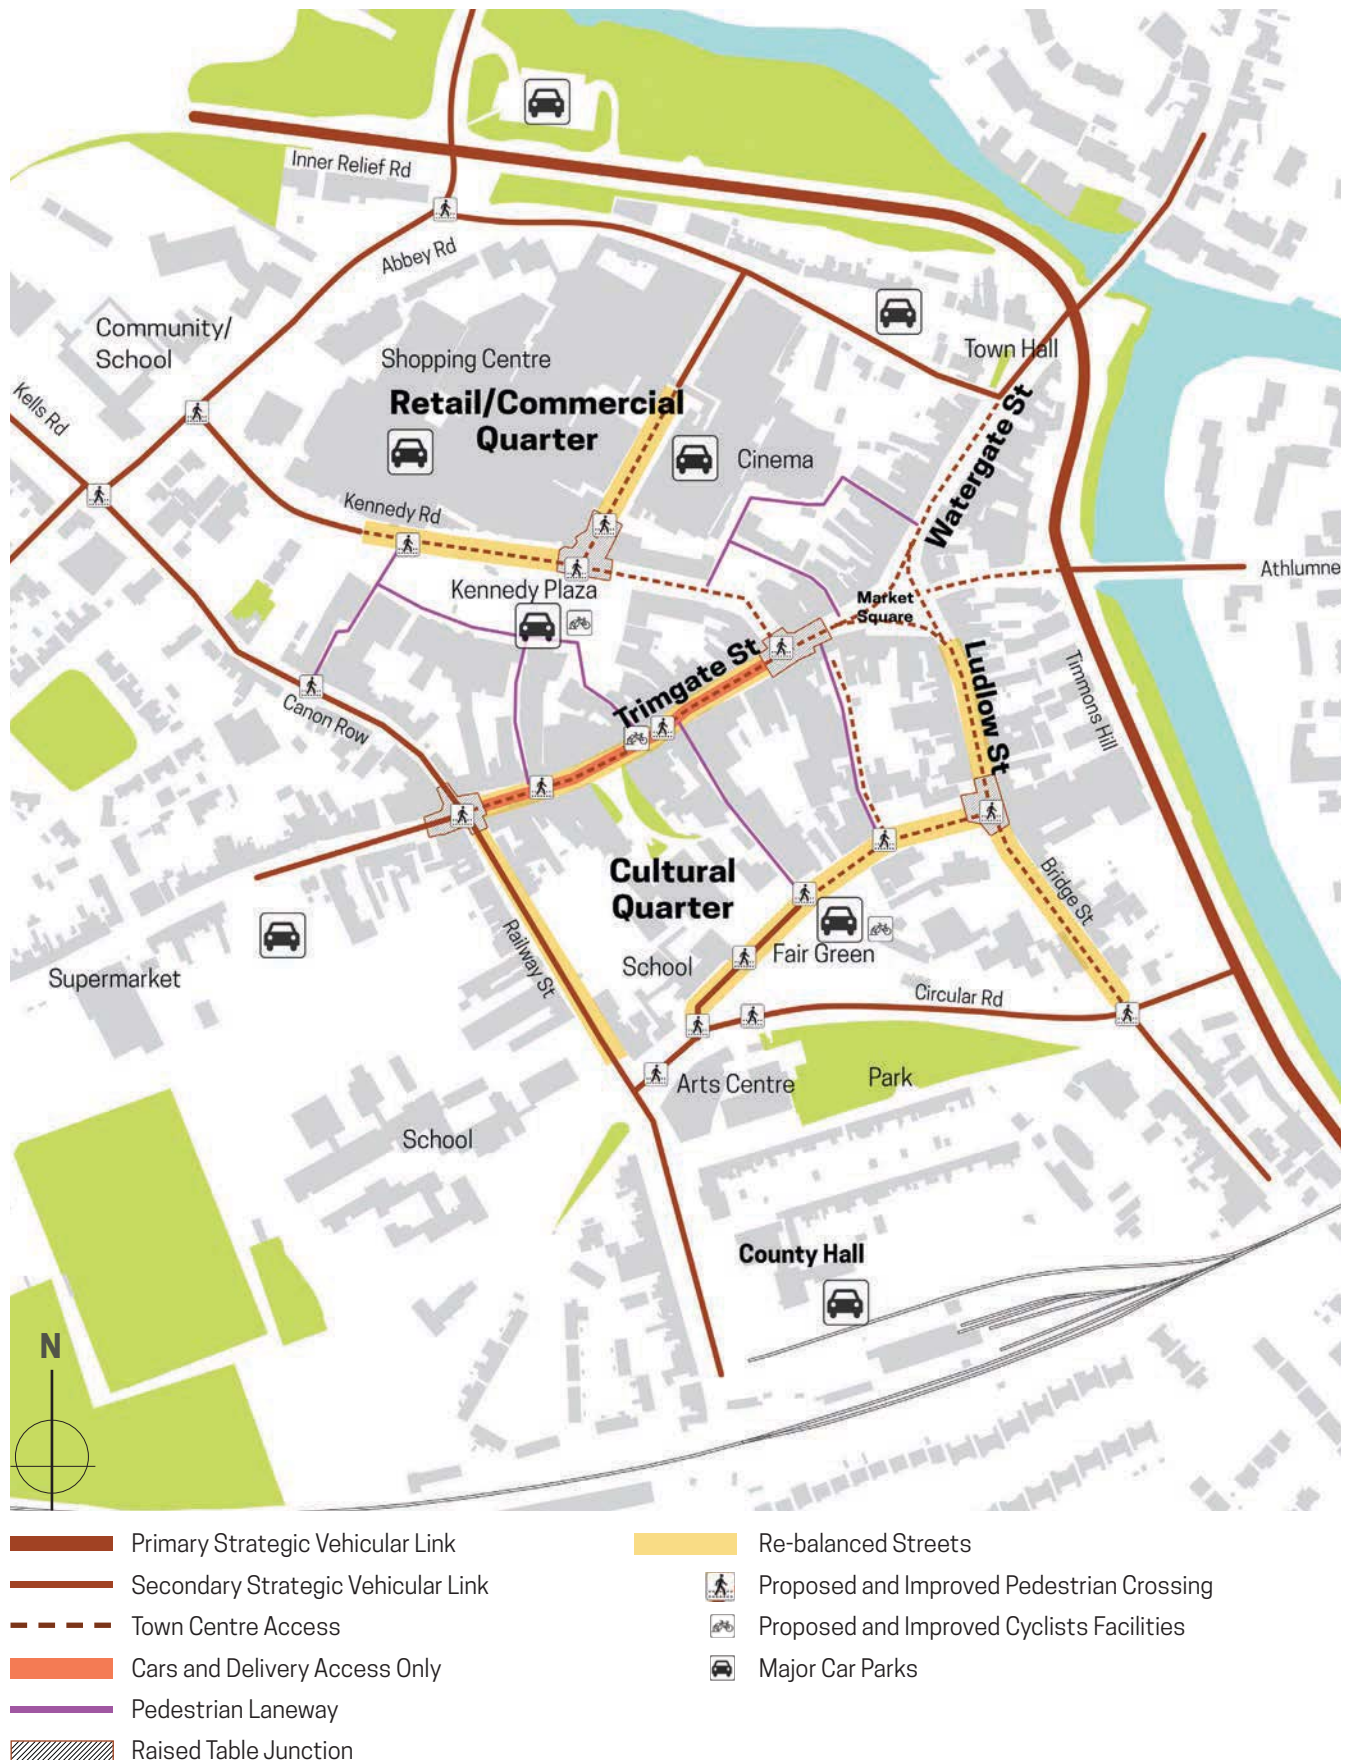 Inner Relief Rd
Abbey Rd
Community/
School
Shopping Centre
Town Hall
Kells Rd
Retail/Commercial
Quarter
Cinema
Watergate St
Kennedy Rd
Athlumne
Kennedy Plaza
Market
Square
Trimgate St
Ludlow St
Timmons Hill
Canon Row
Cultural
Quarter
Bridge St
Railway St
Supermarket
School
Fair Green
Circular Rd
Arts Centre
Park
School
County Hall
N
Primary Strategic Vehicular Link
Secondary Strategic Vehicular Link
Town Centre Access
Cars and Delivery Access Only
Pedestrian Laneway
Raised Table Junction
Re-balanced Streets
Proposed and Improved Pedestrian Crossing
Proposed and Improved Cyclists Facilities
Major Car Parks